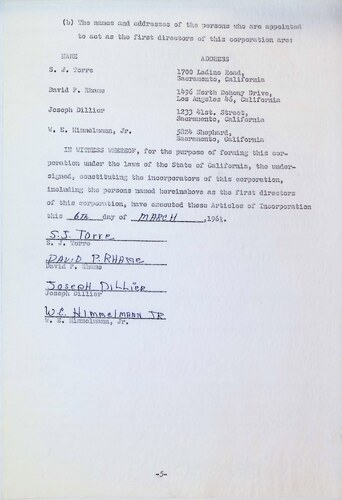 (b) The names and addresses of the persons who are appointed
to act as the first directors of this corporation are:
NAME ADDRESS
S. J. Torre 1700 Ladino Road,
Sacramento, California
David P. Rhame 1496 North Doheny Drive,
Los Angeles 46, California
Joseph Dillier 1233 41st. Street,
Sacramento, California
W. E. Himmelmann, Jr. 5824 Shephard,
Sacramento, California
IN WITNESS WHEREOF, for the purpose of forming this cor-
poration under the Laws of the State of California, the under-
signed, constituting the incorporators of this corporation,
including the persons named hereinabove as the first directors
of this corporation, have executed these Articles of Incorporation
this 6th day of MARCH, 196
S.J. Torre
S. J. Torre
DAVID P. RHAME
David P. Rhame
JOSEPH DILLIER
Joseph Dillier
W.E. HIMMELMANN JR
W. E. Himmelmann, Jr.
-5-